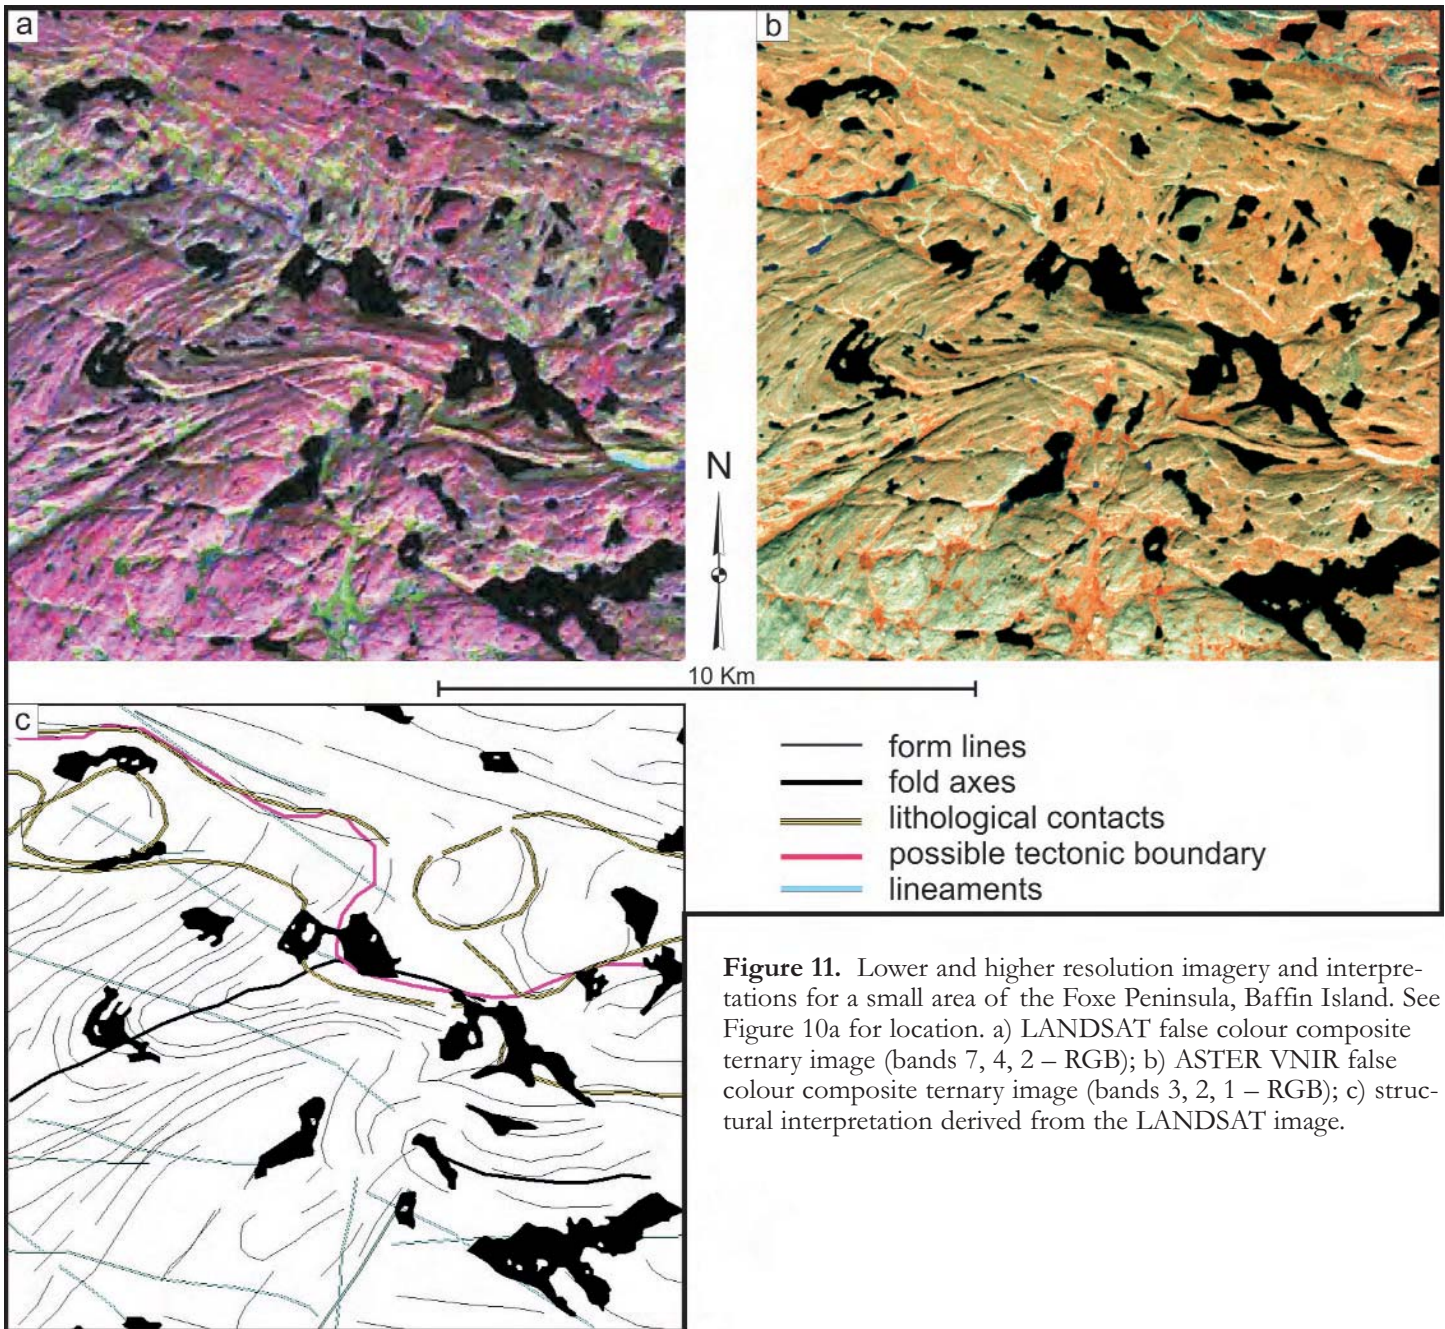 a
b
N
10 Km
c
form lines
fold axes
lithological contacts
possible tectonic boundary
lineaments
Figure 11. Lower and higher resolution imagery and interpre-
tations for a small area of the Foxe Peninsula, Baffin Island. See
Figure 10a for location. a) LANDSAT false colour composite
ternary image (bands 7, 4, 2 – RGB); b) ASTER VNIR false
colour composite ternary image (bands 3, 2, 1 – RGB); c) struc-
tural interpretation derived from the LANDSAT image.